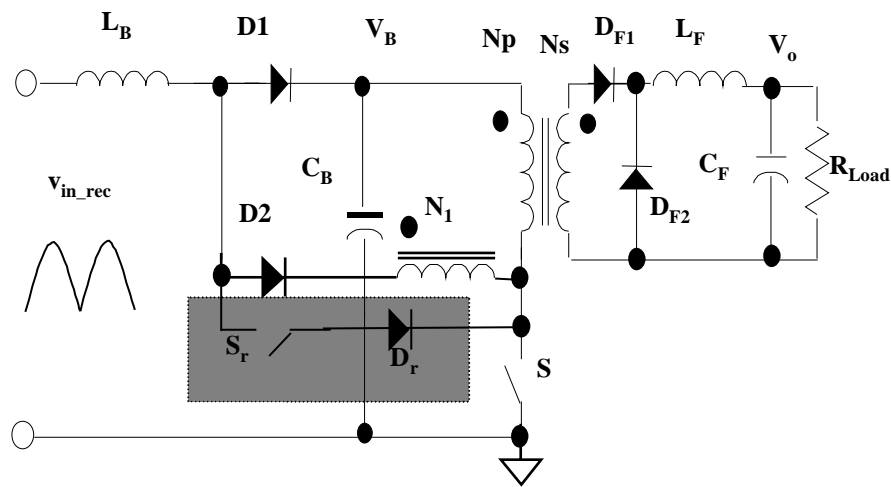 L_B D1 V_B Np Ns D_F1 L_F V_o
C_B C_F R_Load
v_in_rec
D2 N_1 D_F2
S_r D_r S